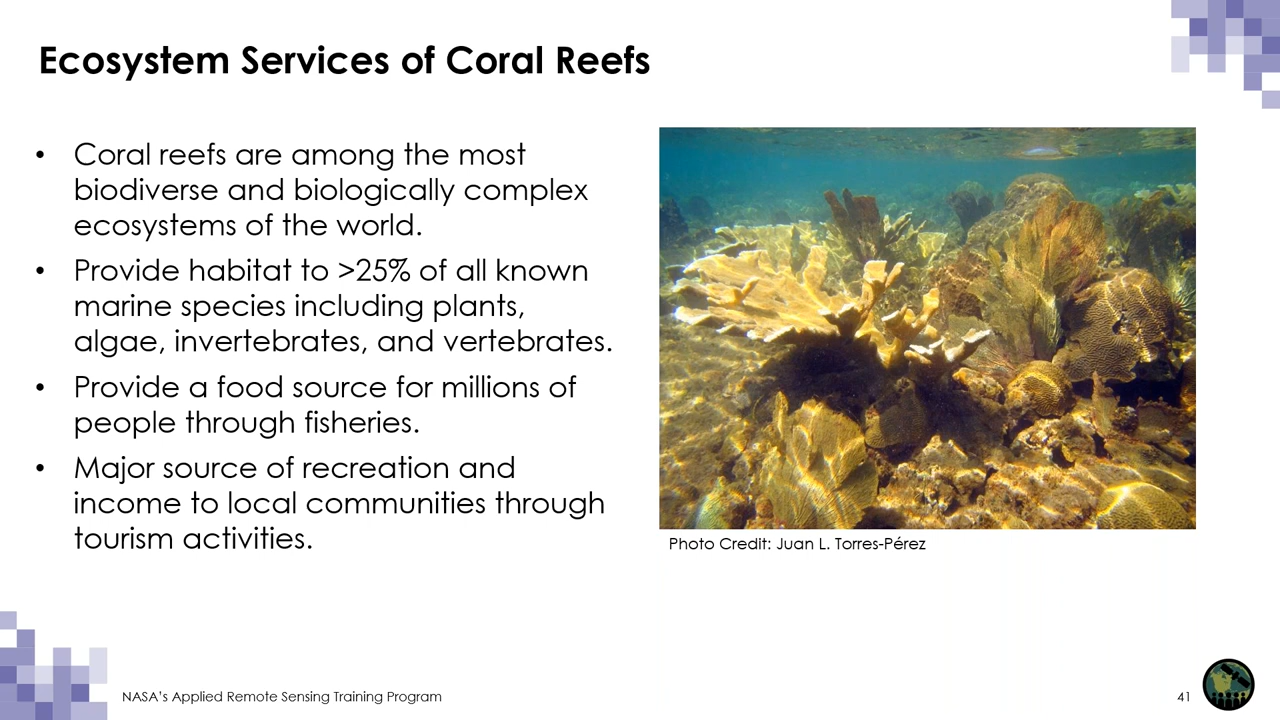 Ecosystem Services of Coral Reefs
• Coral reefs are among the most
biodiverse and biologically complex
ecosystems of the world.
• Provide habitat to >25% of all known
marine species including plants,
algae, invertebrates, and vertebrates.
• Provide a food source for millions of
people through fisheries.
• Major source of recreation and
income to local communities through
tourism activities.
Photo Credit: Juan L. Torres-Pérez
NASA's Applied Remote Sensing Training Program
41